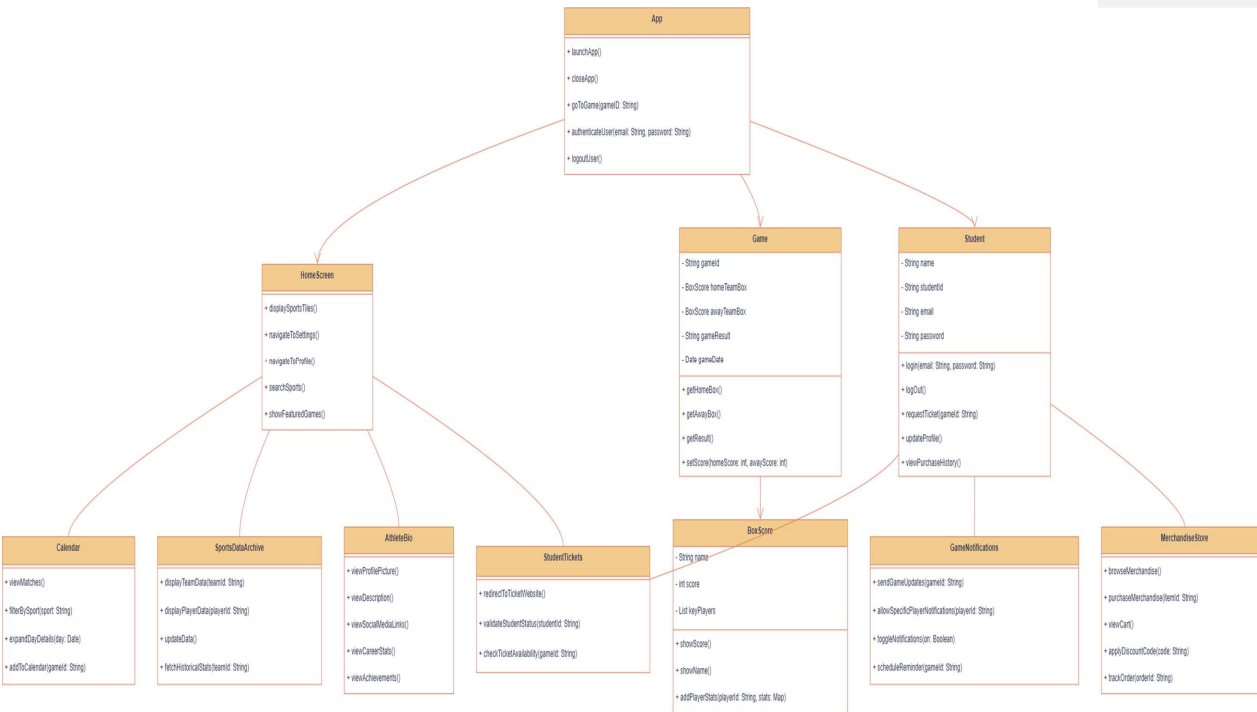 App
+ launchApp()
+ closeApp()
+ goToGame(gameID: String)
+ authenticateUser(email: String, password: String)
+ logoutUser()
HomeScreen
+ displaySportsTiles()
+ navigateToSettings()
+ navigateToProfile()
+ searchSports()
+ showFeaturedGames()
Game
- String gameId
- BoxScore homeTeamBox
- BoxScore awayTeamBox
- String gameResult
- Date gameDate
+ getHomeBox()
+ getAwayBox()
+ getResult()
+ setScore(homeScore: int, awayScore: int)
Student
- String name
- String studentId
- String email
- String password
+ login(email: String, password: String)
+ logOut()
+ requestTicket(gameId: String)
+ updateProfile()
+ viewPurchaseHistory()
Calendar
+ viewMatches()
+ filterBySport(sport: String)
+ expandDayDetails(day: Date)
+ addToCalendar(gameId: String)
SportsDataArchive
+ displayTeamData(teamId: String)
+ displayPlayerData(playerId: String)
+ updateData()
+ fetchHistoricalStats(teamId: String)
AthleteBio
+ viewProfilePicture()
+ viewDescription()
+ viewSocialMediaLinks()
+ viewCareerStats()
+ viewAchievements()
StudentTickets
+ redirectToTicketWebsite()
+ validateStudentStatus(studentId: String)
+ checkTicketAvailability(gameId: String)
BoxScore
- String name
- int score
- List keyPlayers
+ showScore()
+ showName()
+ addPlayerStats(playerId: String, stats: Map)
GameNotifications
+ sendGameUpdates(gameId: String)
+ allowSpecificPlayerNotifications(playerId: String)
+ toggleNotifications(on: Boolean)
+ scheduleReminder(gameId: String)
MerchandiseStore
+ browseMerchandise()
+ purchaseMerchandise(itemId: String)
+ viewCart()
+ applyDiscountCode(code: String)
+ trackOrder(orderId: String)